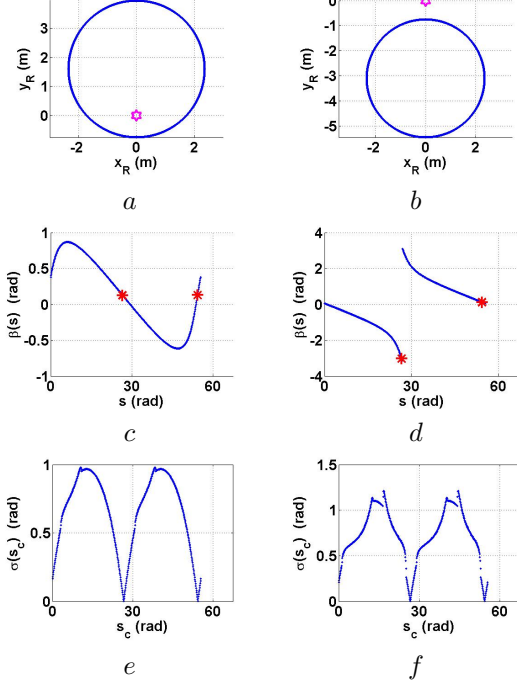 3
2
1
0
y_R (m)
-2 0 2
x_R (m)
a
0
-1
-2
-3
-4
-5
y_R (m)
-2 0 2
x_R (m)
b
1
0.5
0
-0.5
-1
β(s) (rad)
0 30 60
s (rad)
c
4
2
0
-2
-4
β(s) (rad)
0 30 60
s (rad)
d
1
0.5
0
σ(s_c) (rad)
0 30 60
s_c (rad)
e
1.5
1
0.5
0
σ(s_c) (rad)
0 30 60
s_c (rad)
f